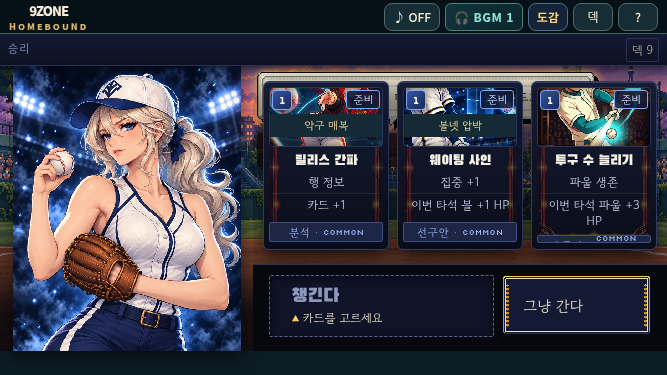 9ZONE
HOMEBOUND
♪ OFF
🎧 BGM 1
도감
덱
?
승리
덱 9
1
준비
악구 매복
릴리스 간파
행 정보
카드 +1
분석 · COMMON
1
준비
볼넷 압박
웨이팅 사인
집중 +1
이번 타석 볼 +1 HP
선구안 · COMMON
1
준비
투구 수 늘리기
파울 생존
이번 타석 파울 +3
HP
COMMON
챙긴다
▲ 카드를 고르세요
그냥 간다